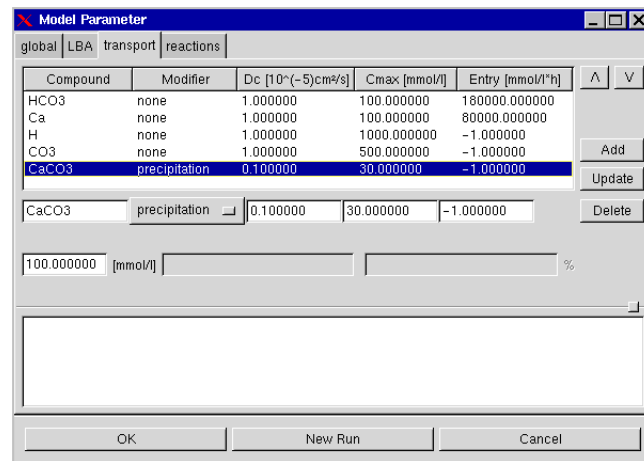 Model Parameter
global LBA transport reactions
Compound Modifier Dc [10^(-5)cm²/s] Cmax [mmol/l] Entry [mmol/l*h] Λ V
HCO3 none 1.000000 100.000000 180000.000000
Ca none 1.000000 100.000000 80000.000000
H none 1.000000 1000.000000 -1.000000
CO3 none 1.000000 500.000000 -1.000000
Add
CaCO3 precipitation 0.100000 30.000000 -1.000000
Update
CaCO3 precipitation 0.100000 30.000000 -1.000000 Delete
100.000000 [mmol/l] %
OK New Run Cancel